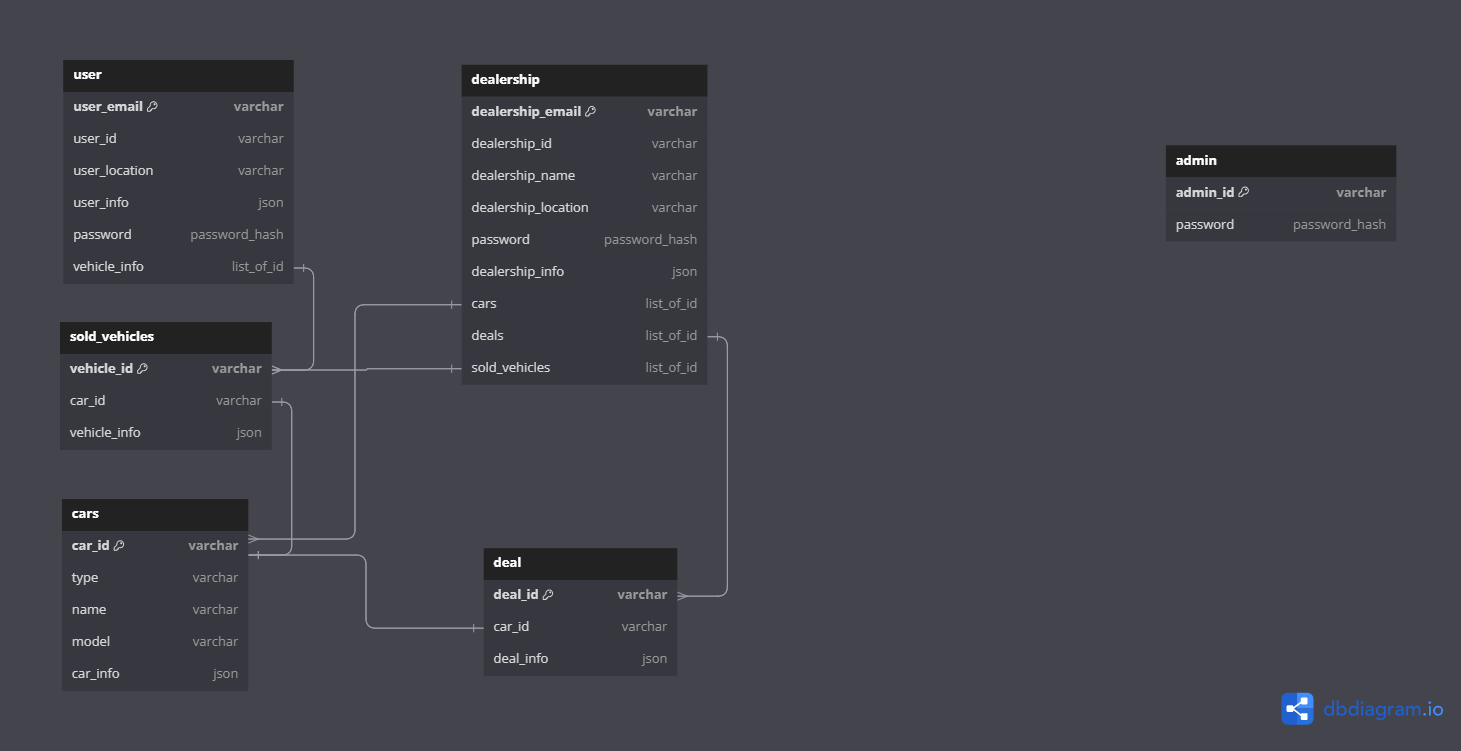 user
user_email varchar
user_id varchar
user_location varchar
user_info json
password password_hash
vehicle_info list_of_id
sold_vehicles
vehicle_id varchar
car_id varchar
vehicle_info json
cars
car_id varchar
type varchar
name varchar
model varchar
car_info json
dealership
dealership_email varchar
dealership_id varchar
dealership_name varchar
dealership_location varchar
password password_hash
dealership_info json
cars list_of_id
deals list_of_id
sold_vehicles list_of_id
deal
deal_id varchar
car_id varchar
deal_info json
admin
admin_id varchar
password password_hash
dbdiagram.io